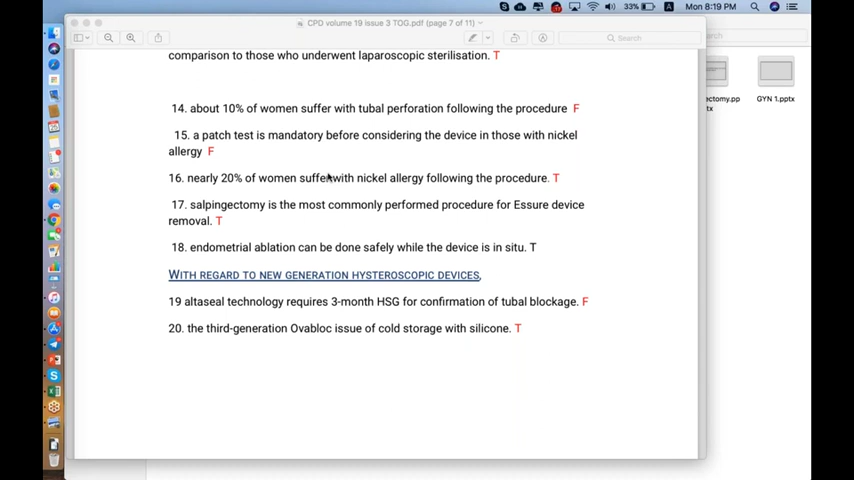 33%
Mon 8:19 PM
CPD volume 19 issue 3 TOG.pdf (page 7 of 11)
Search
comparison to those who underwent laparoscopic sterilisation. T
14. about 10% of women suffer with tubal perforation following the procedure F
15. a patch test is mandatory before considering the device in those with nickel
allergy F
16. nearly 20% of women suffer with nickel allergy following the procedure. T
17. salpingectomy is the most commonly performed procedure for Essure device
removal. T
18. endometrial ablation can be done safely while the device is in situ. T
WITH REGARD TO NEW GENERATION HYSTEROSCOPIC DEVICES,
19 altaseal technology requires 3-month HSG for confirmation of tubal blockage. F
20. the third-generation Ovabloc issue of cold storage with silicone. T
ectomy.pp
tx
GYN 1.pptx